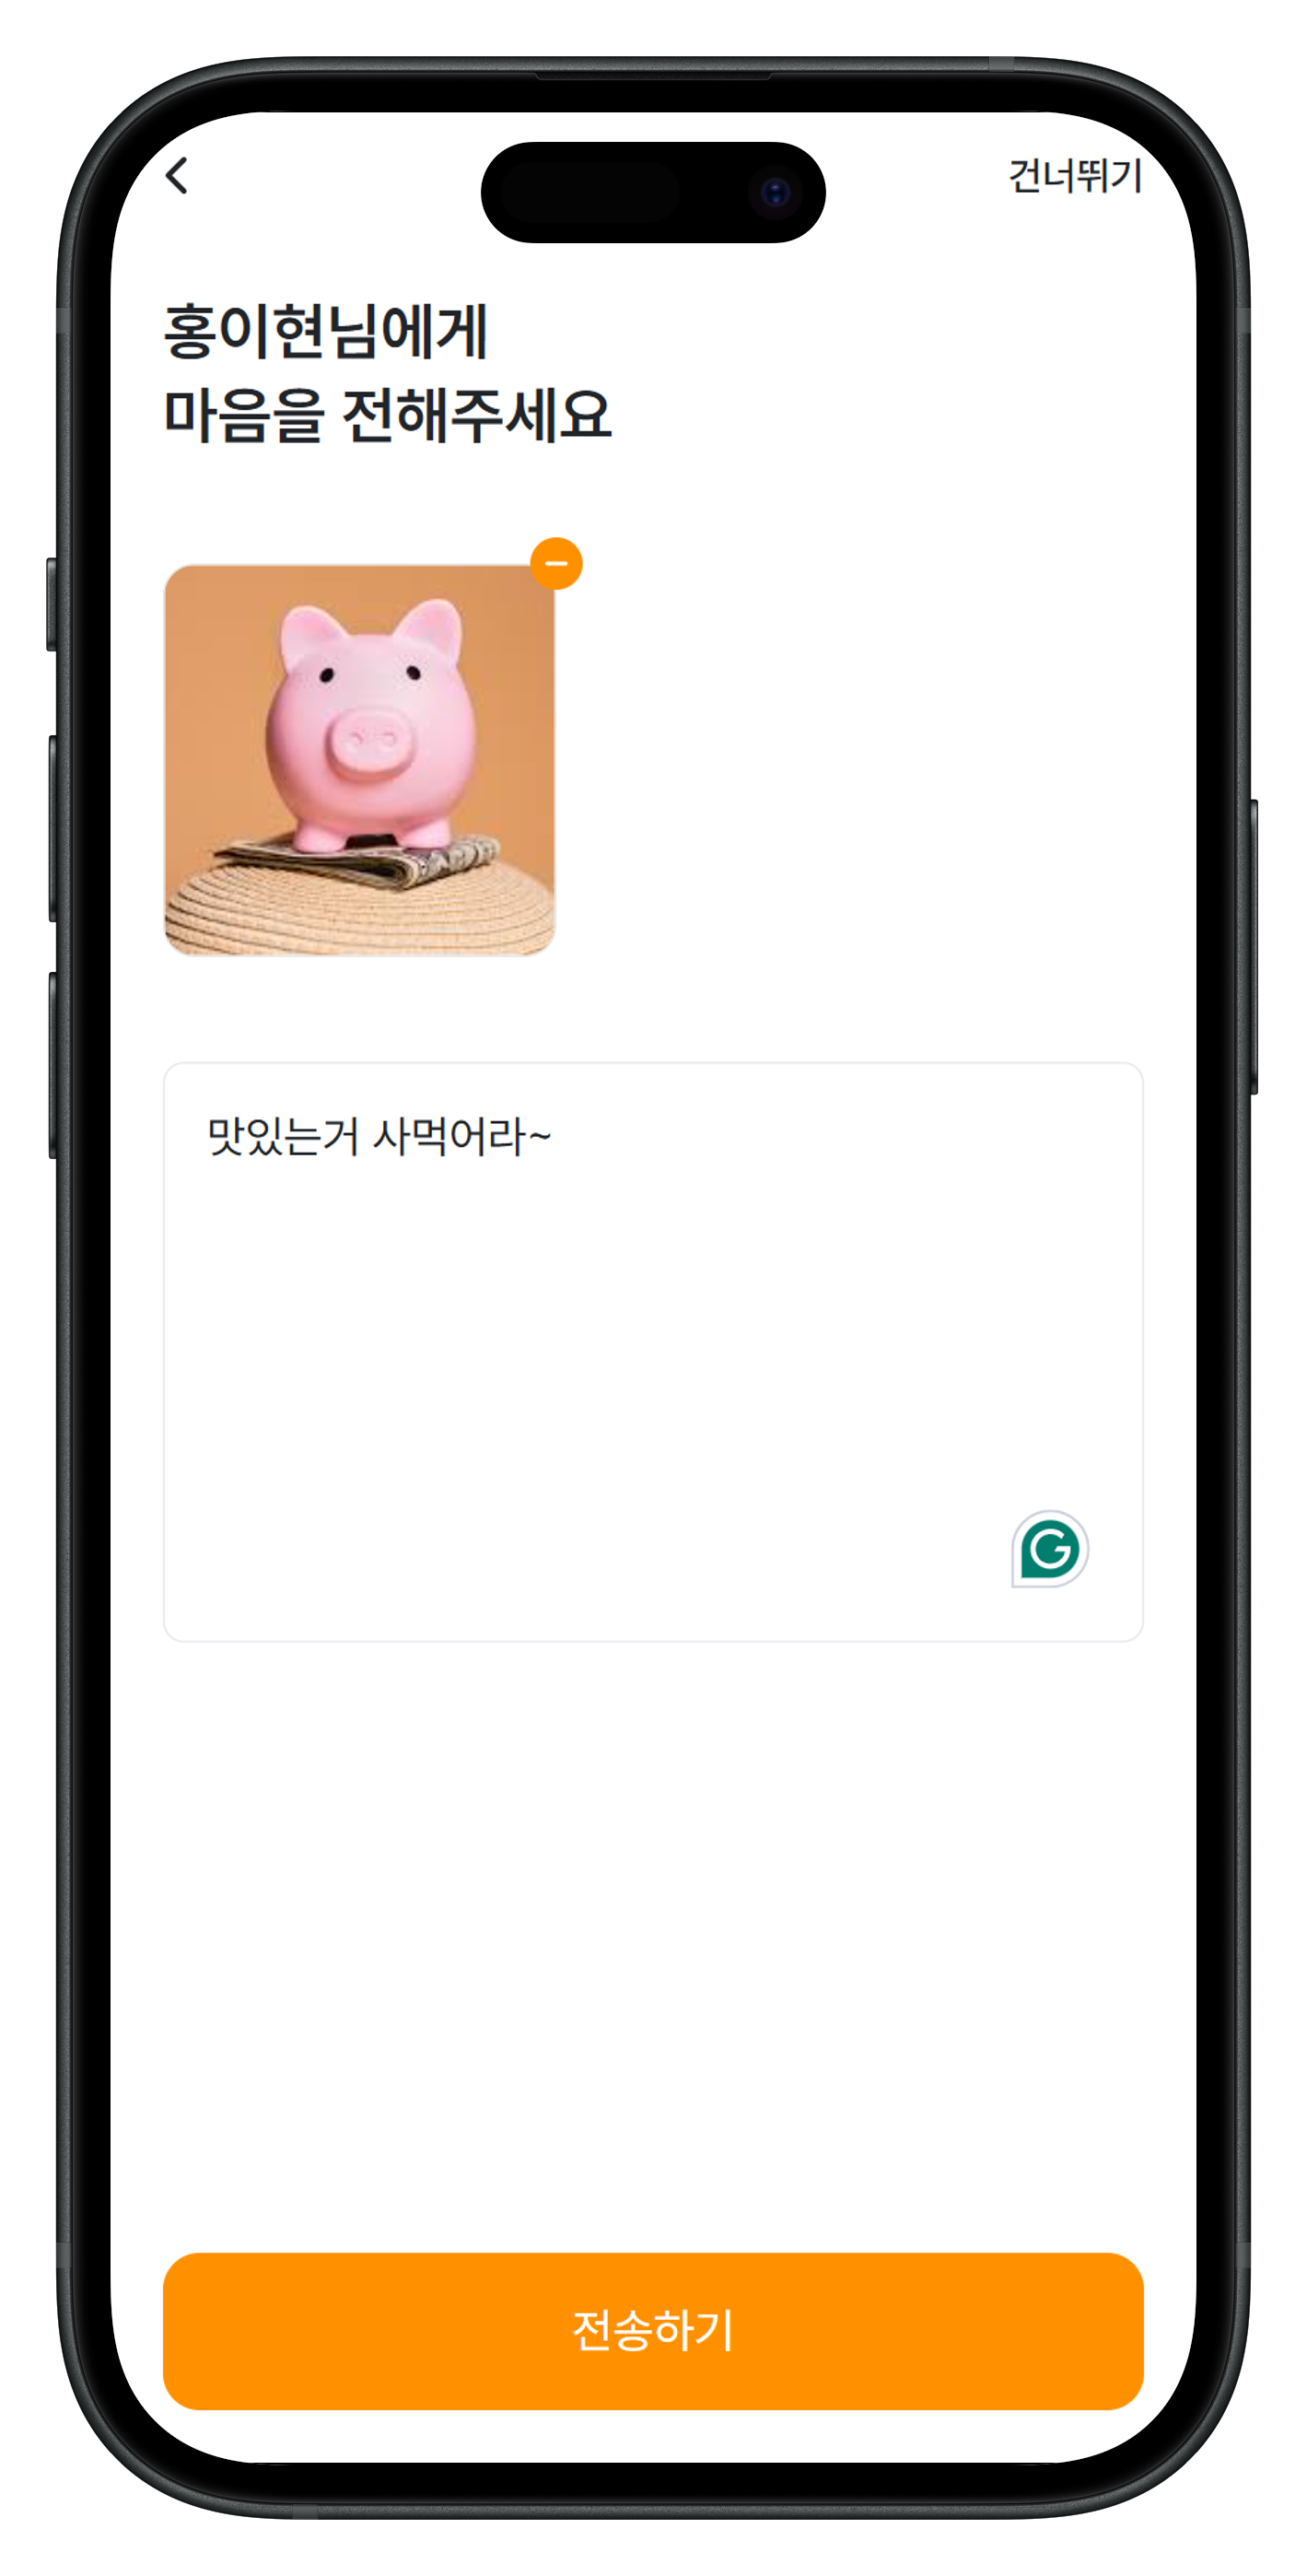 건너뛰기
홍이현님에게
마음을 전해주세요
맛있는거 사먹어라~
전송하기